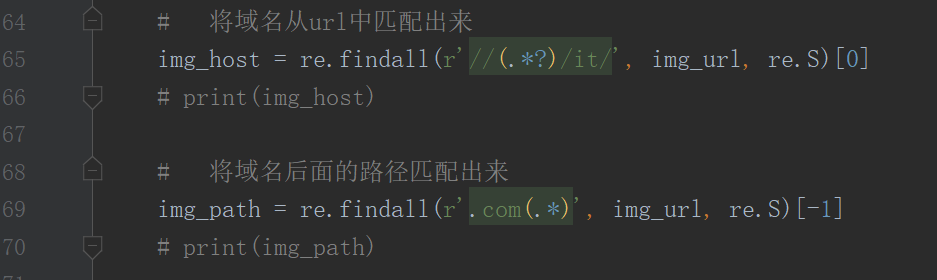 64 #  将域名从url中匹配出来
65 img_host = re.findall(r'//(.*?)/it/', img_url, re.S)[0]
66 # print(img_host)
67
68 #  将域名后面的路径匹配出来
69 img_path = re.findall(r'.com(.*)', img_url, re.S)[-1]
70 # print(img_path)